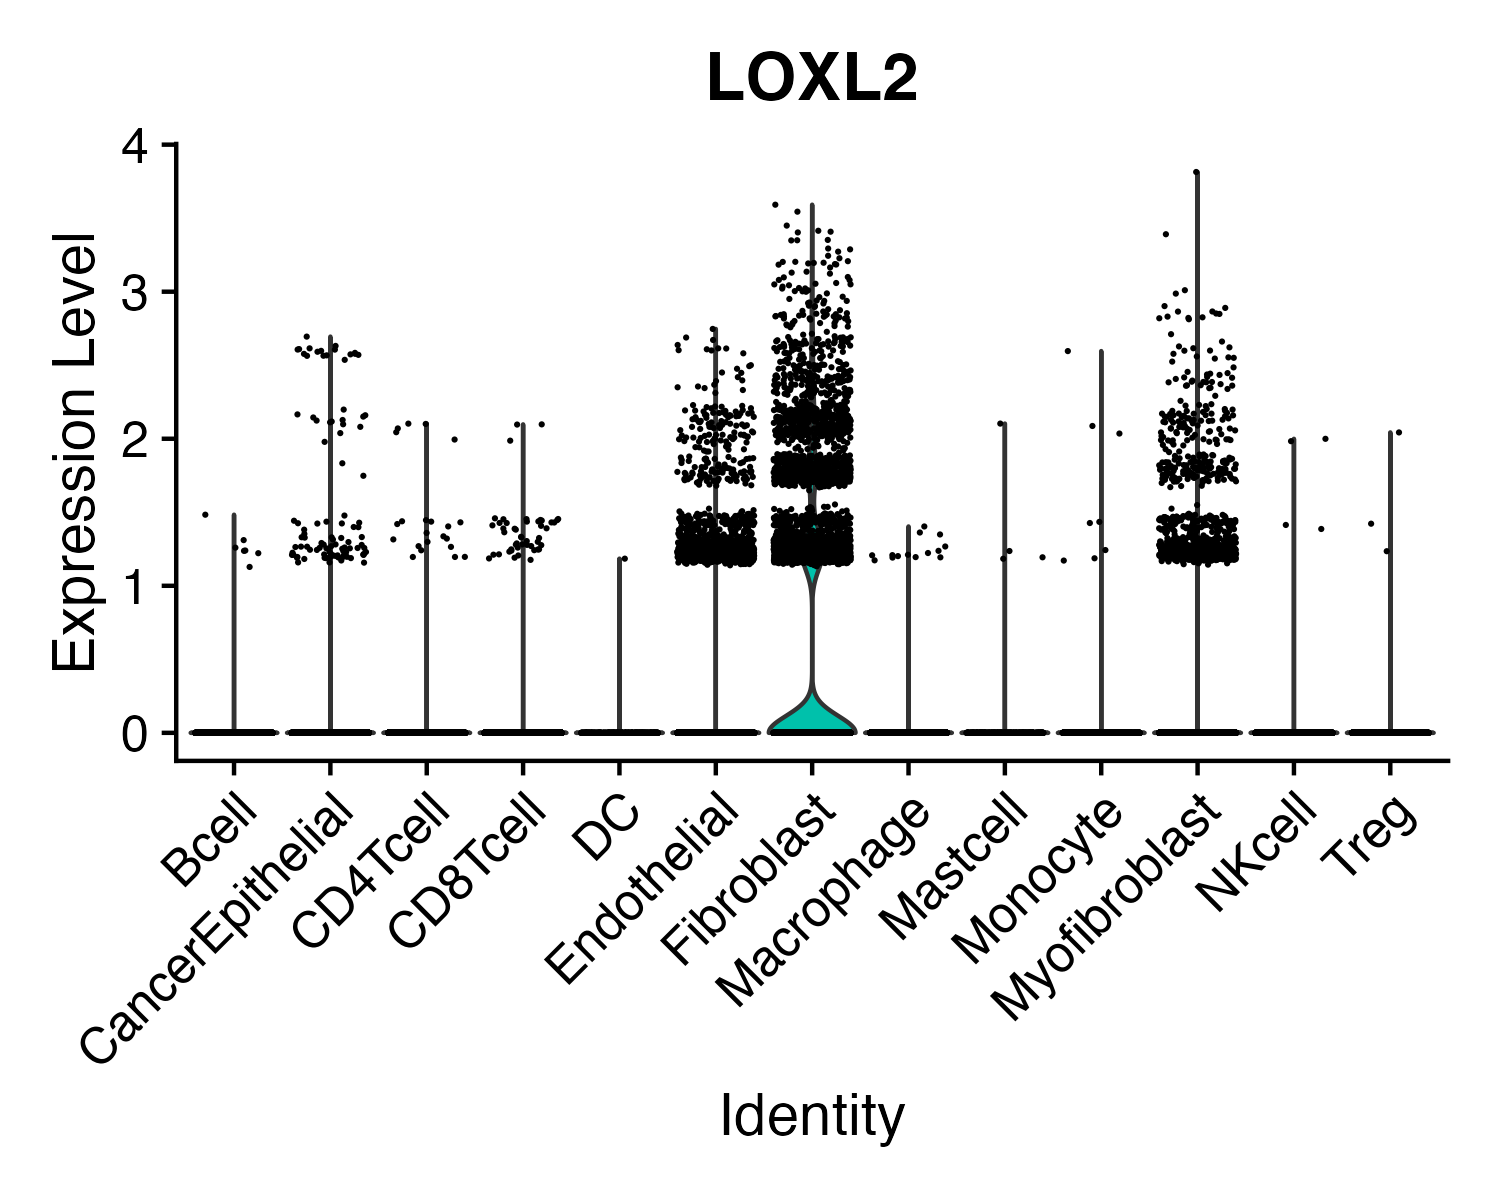 LOXL2
Expression Level
4
3
2
1
0
Bcell
CancerEpithelial
CD4Tcell
CD8Tcell
DC
Endothelial
Fibroblast
Macrophage
Mastcell
Monocyte
Myofibroblast
NKcell
Treg
Identity